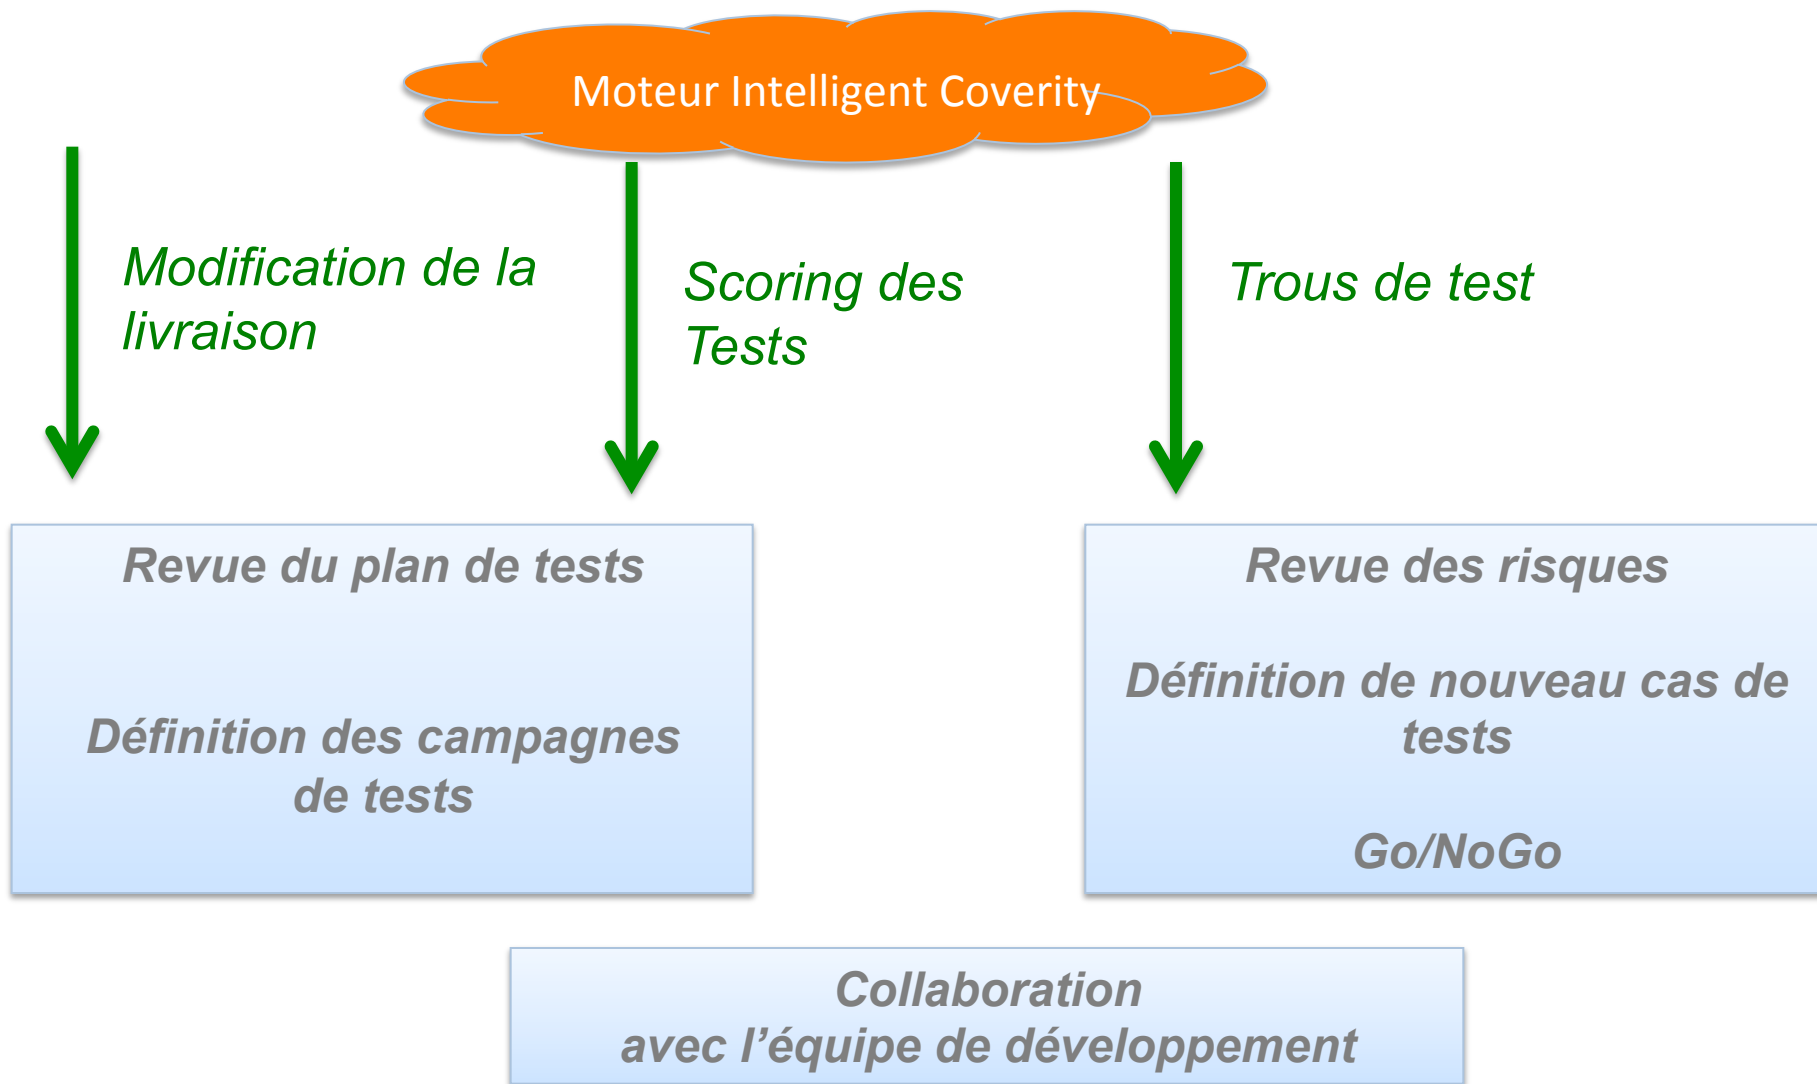 Moteur Intelligent Coverity
Modification de la
livraison
Scoring des
Tests
Trous de test
Revue du plan de tests
Définition des campagnes
de tests
Revue des risques
Définition de nouveau cas de
tests
Go/NoGo
Collaboration
avec l’équipe de développement